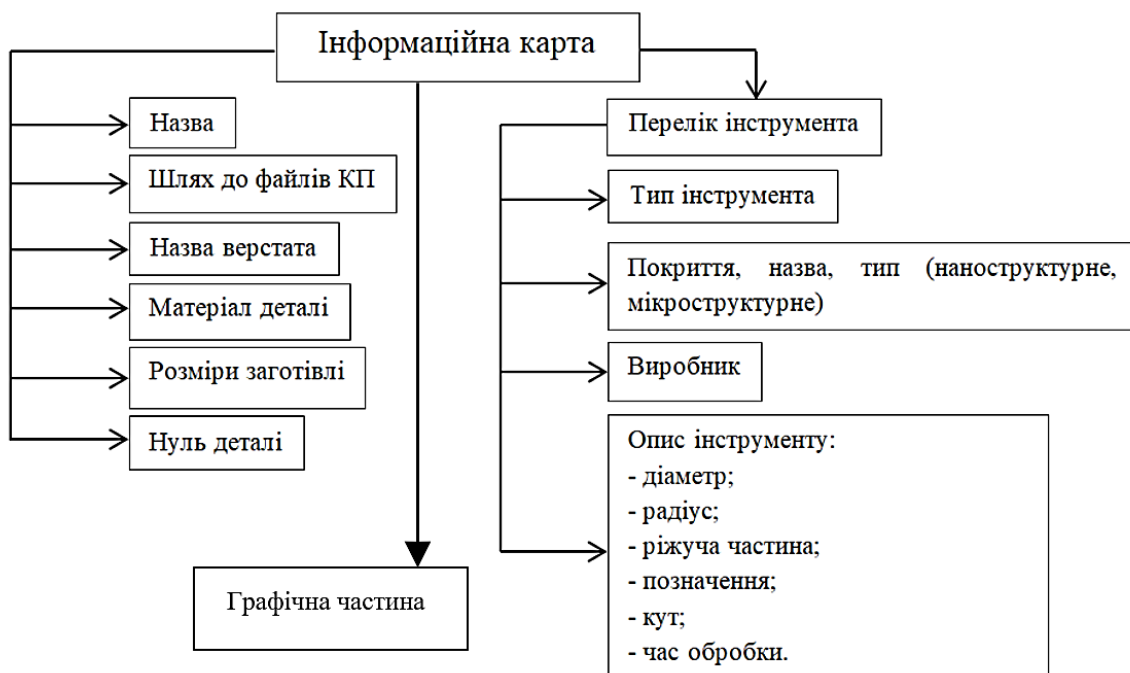 Інформаційна карта
Назва
Шлях до файлів КП
Назва верстата
Матеріал деталі
Розміри заготівлі
Нуль деталі
Графічна частина
Перелік інструмента
Тип інструмента
Покриття, назва, тип (наноструктурне,
мікроструктурне)
Виробник
Опис інструменту:
- діаметр;
- радіус;
- ріжуча частина;
- позначення;
- кут;
- час обробки.